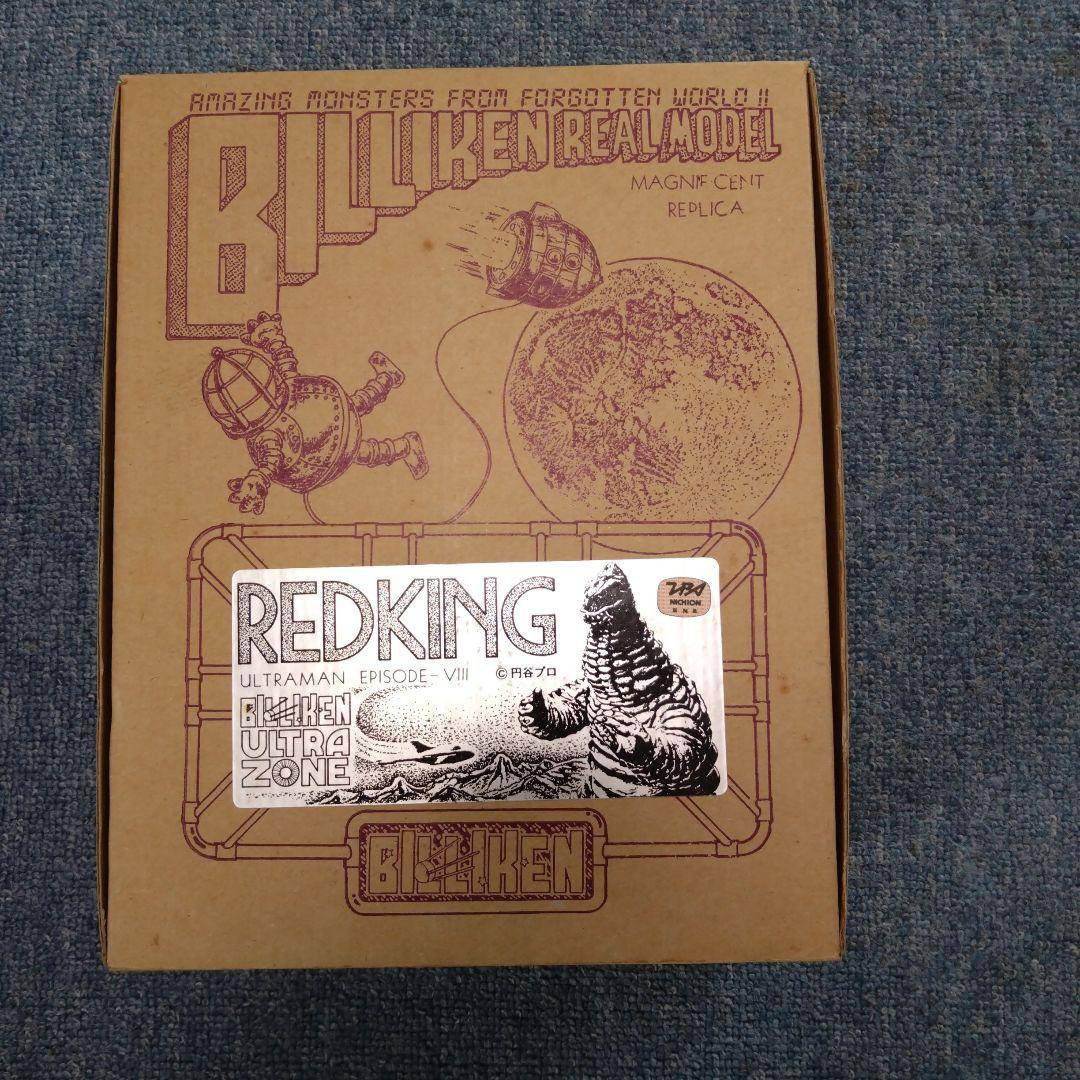 AMAZING MONSTERS FROM FORGOTTEN WORLD !!
BILLIKEN REAL MODEL
MAGNIFICENT
REPLICA
REDKING
NICHION
ULTRAMAN EPISODE-VIII ©円谷プロ
BILLIKEN
ULTRA
ZONE
BILLIKEN